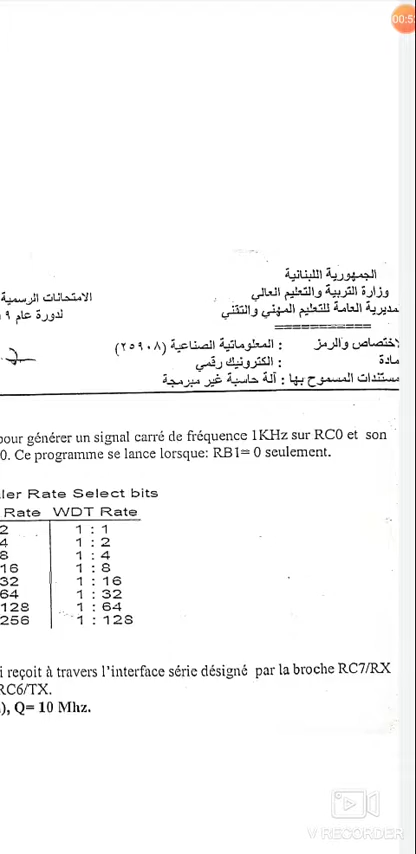 00:5
الجمهورية اللبنانية
وزارة التربية والتعليم العالي
الامتحانات الرسمية
المديرية العامة للتعليم المهني والتقني
لدورة عام ٩
الاختصاص والرمز : المعلوماتية الصناعية (٢٥٩٠٨)
المادة : الكترونيك رقمي
المستندات المسموح بها : آلة حاسبة غير مبرمجة
pour générer un signal carré de fréquence 1KHz sur RC0 et son
0. Ce programme se lance lorsque: RB1= 0 seulement.
ler Rate Select bits
Rate WDT Rate
2 1 : 1
4 1 : 2
8 1 : 4
16 1 : 8
32 1 : 16
64 1 : 32
128 1 : 64
256 1 : 128
i reçoit à travers l'interface série désigné par la broche RC7/RX
RC6/TX.
), Q= 10 Mhz.
V RECORDER